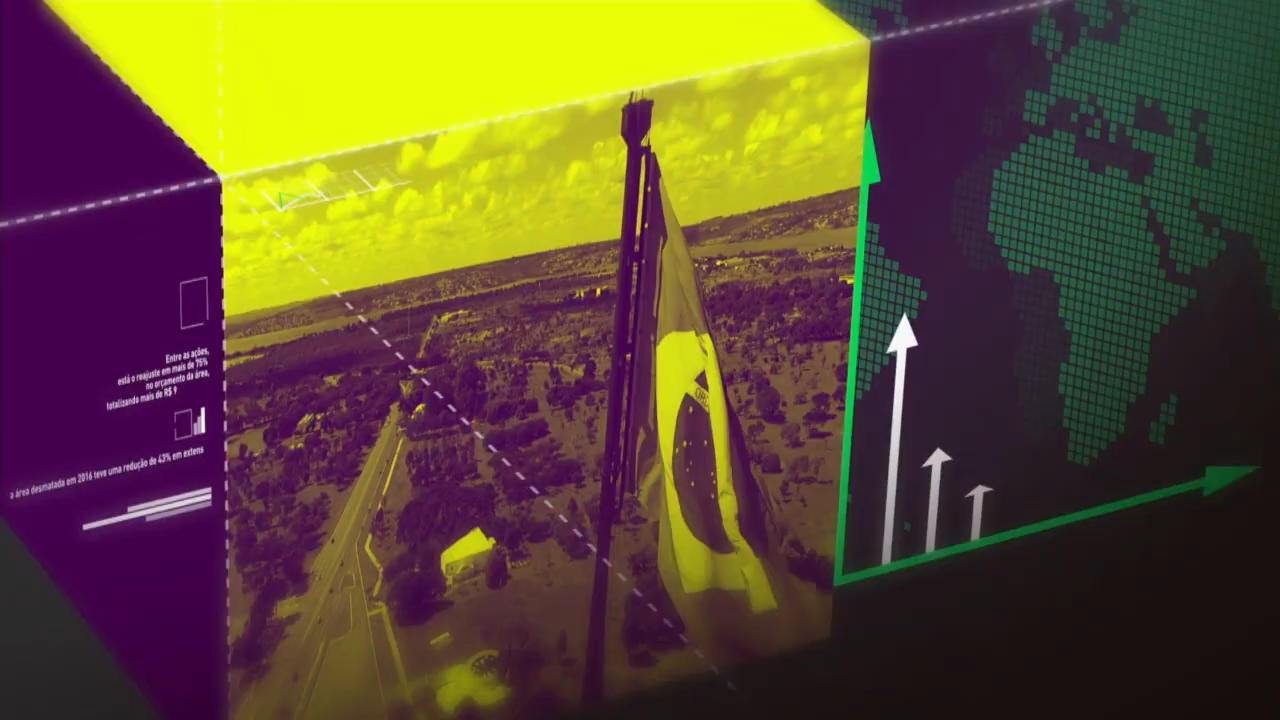 Entre as ações,
está o reajuste em mais de 75%
no orçamento da área,
totalizando mais de R$ 9
a área desmatada em 2016 teve uma redução de 43% em extens